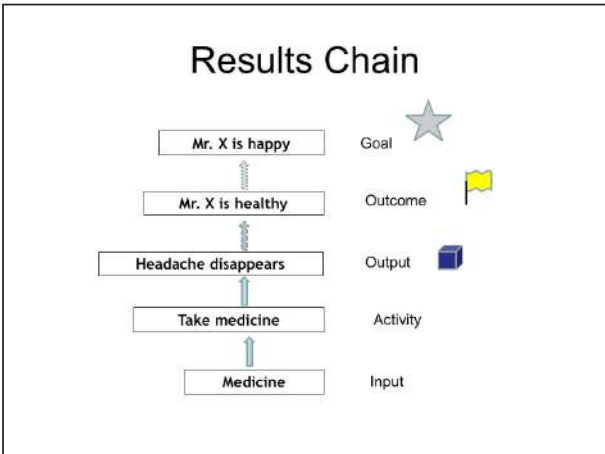 Results Chain
Mr. X is happy Goal
Mr. X is healthy Outcome
Headache disappears Output
Take medicine Activity
Medicine Input